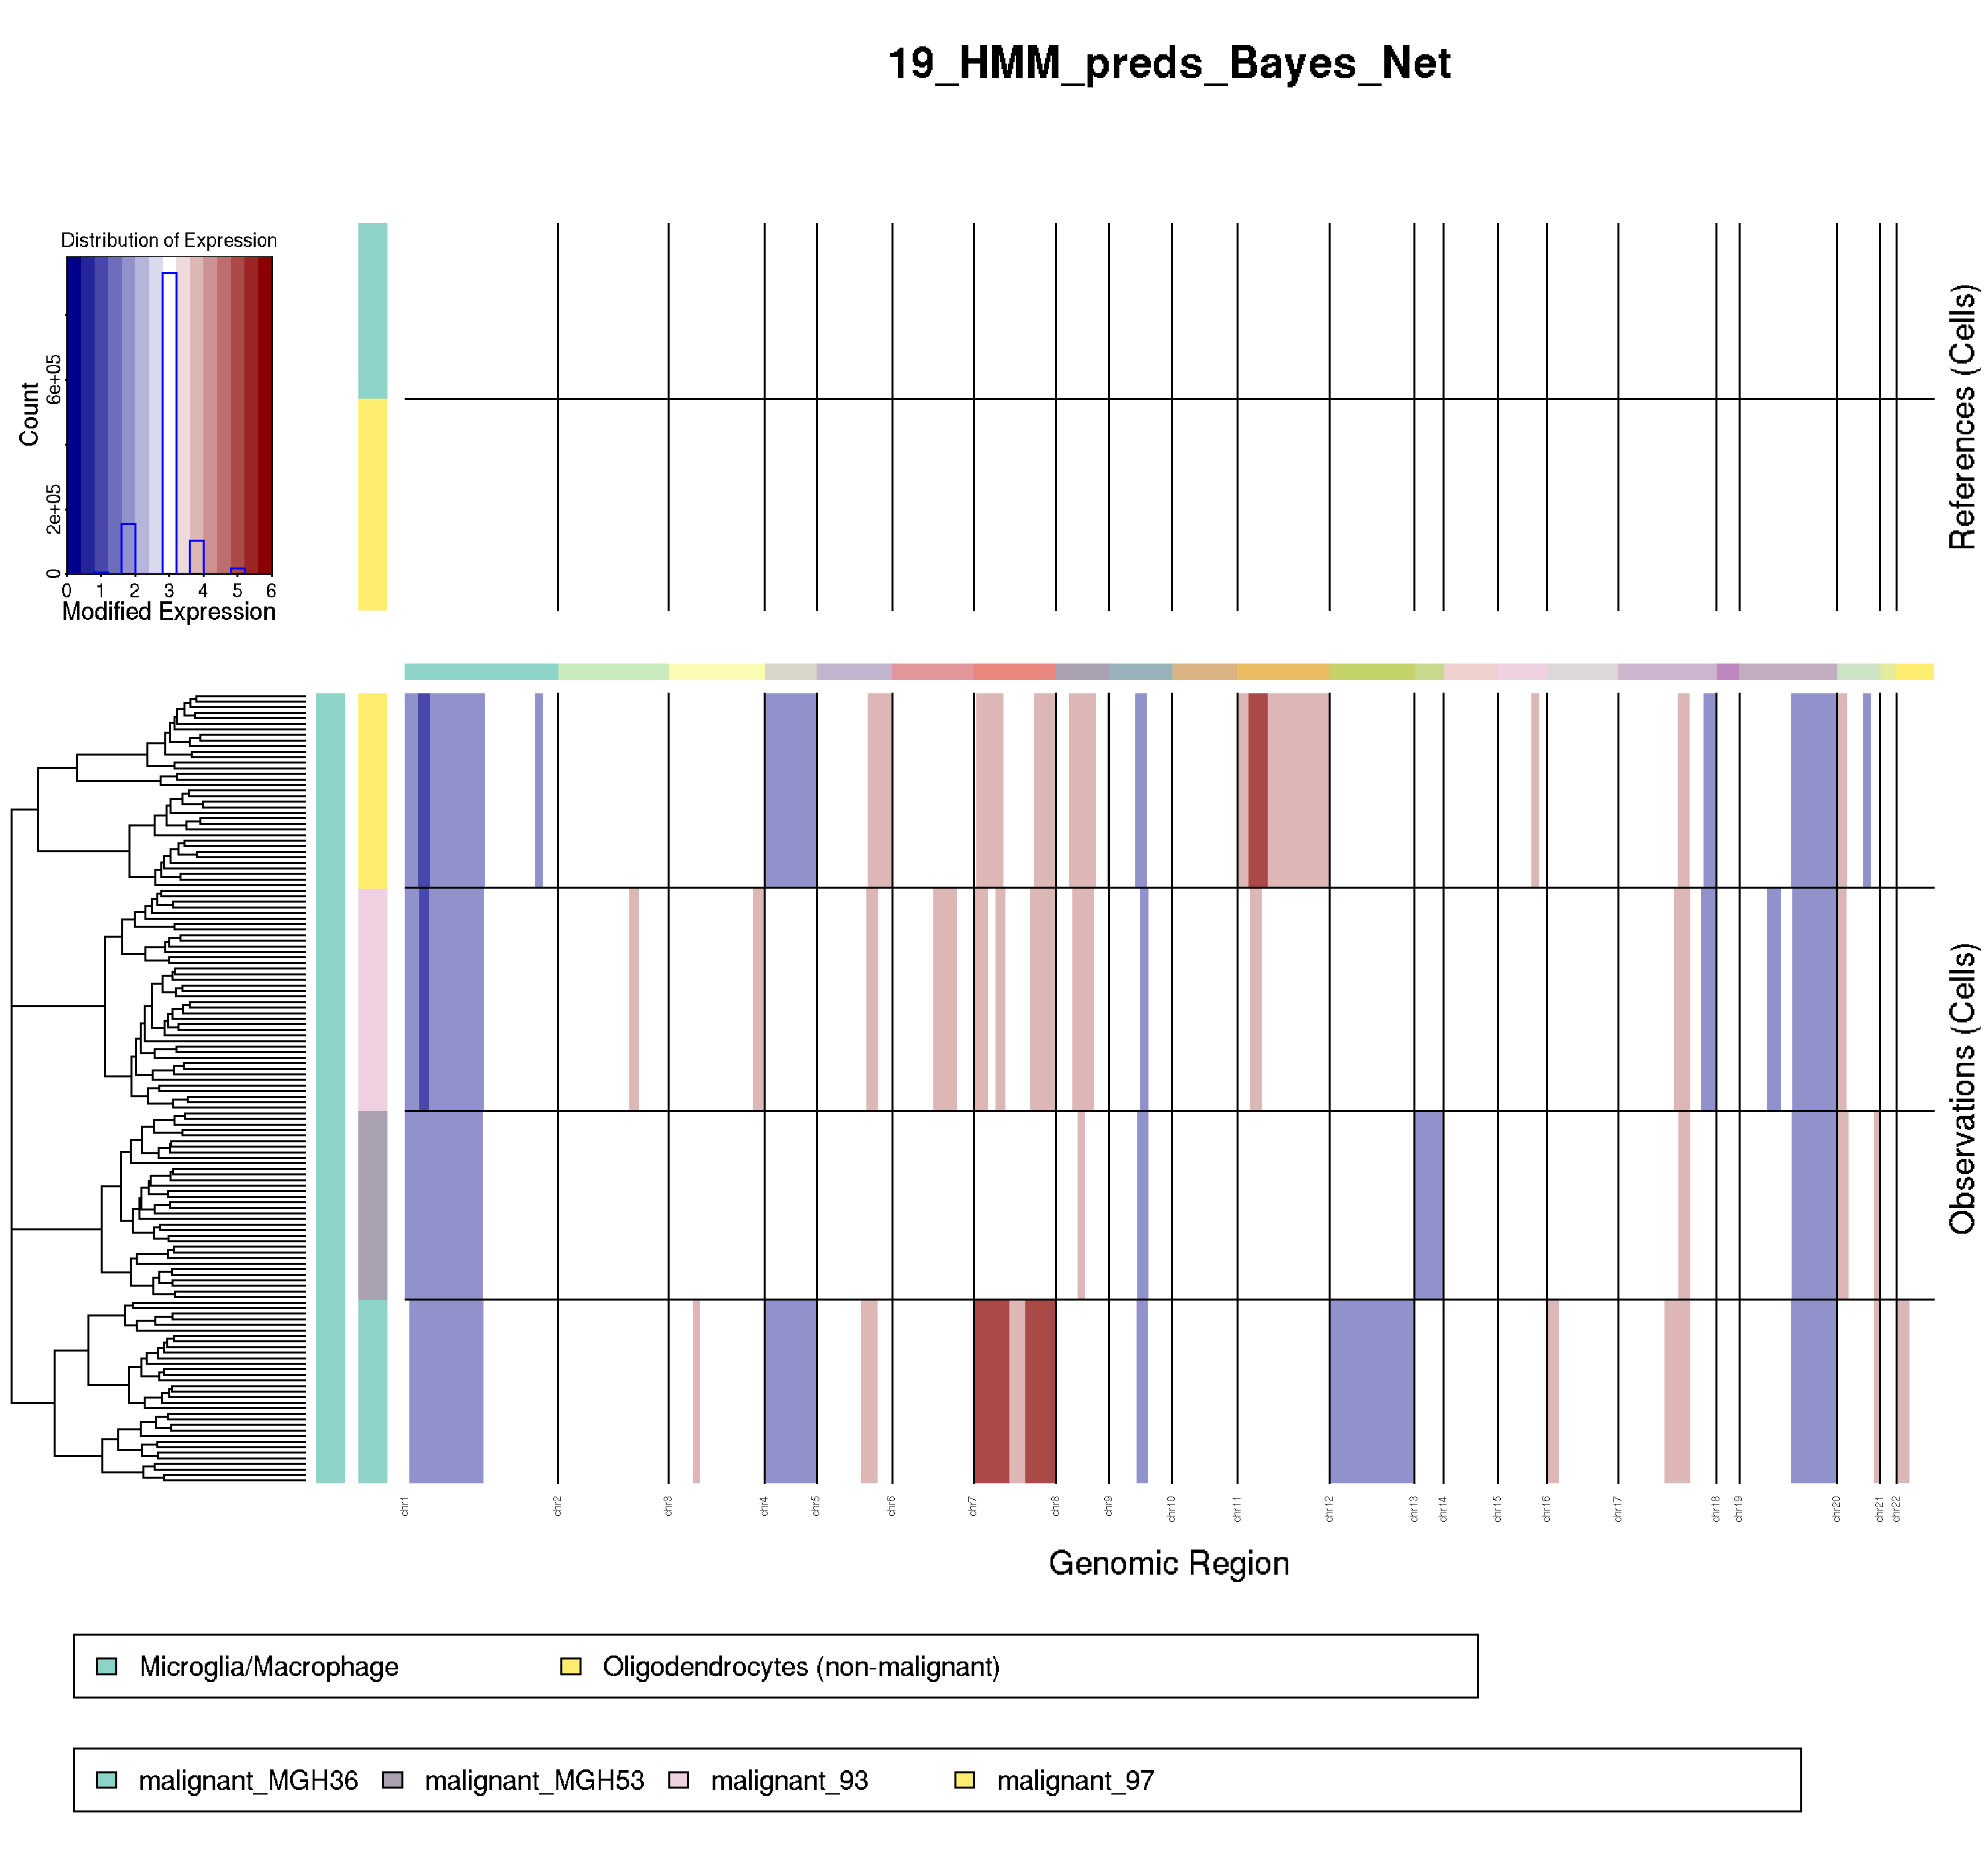 19_HMM_preds_Bayes_Net
Distribution of Expression
Count
0
2e+05
6e+05
0 1 2 3 4 5 6
Modified Expression
References (Cells)
Observations (Cells)
chr1 chr2 chr3 chr4 chr5 chr6 chr7 chr8 chr9 chr10 chr11 chr12 chr13 chr14 chr15 chr16 chr17 chr18 chr19 chr20 chr21 chr22
Genomic Region
Microglia/Macrophage Oligodendrocytes (non-malignant)
malignant_MGH36 malignant_MGH53 malignant_93 malignant_97